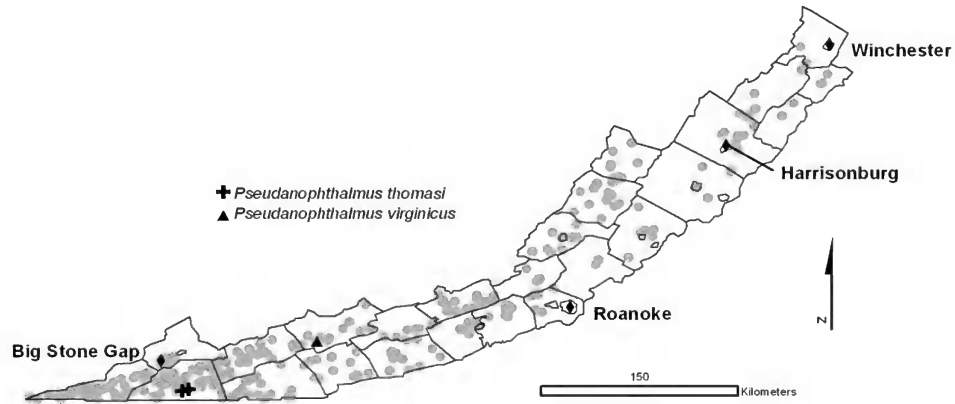 Winchester
Harrisonburg
Pseudanophthalmus thomasi
Pseudanophthalmus virginicus
Roanoke
N
Big Stone Gap
150
Kilometers